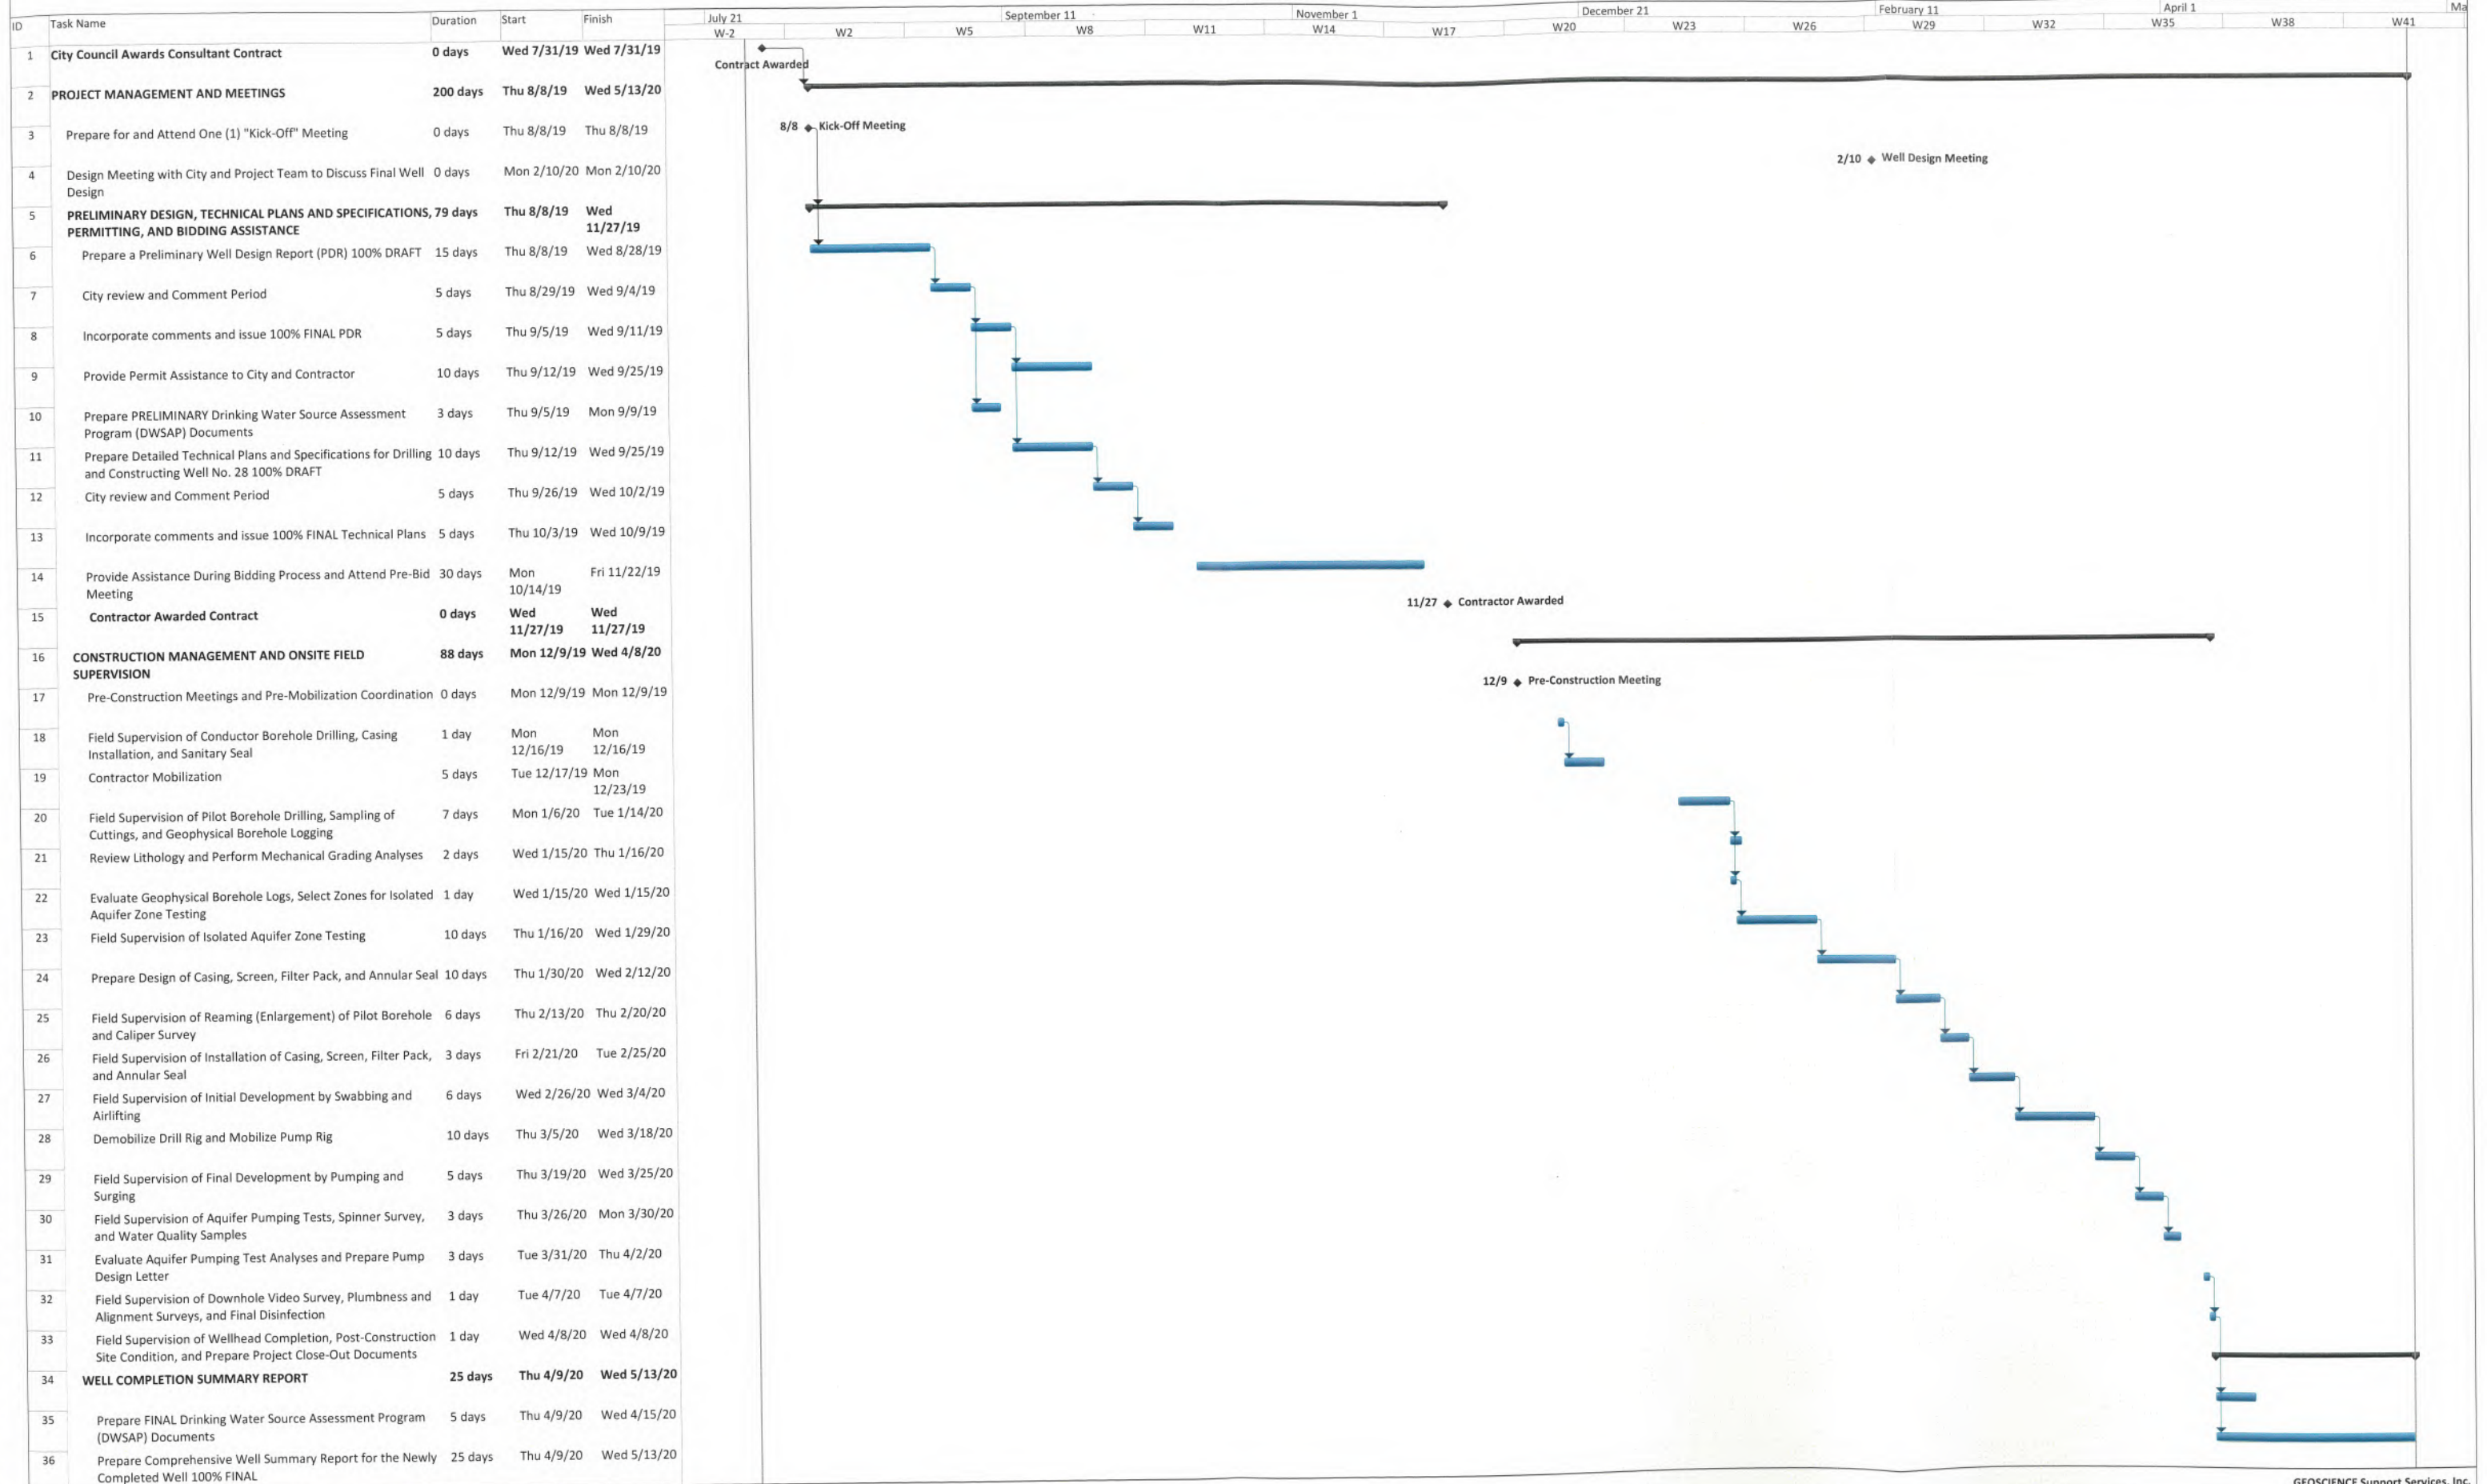 ID Task Name Duration Start Finish July 21 September 11 November 1 December 21 February 11 April 1 Ma
W-2 W2 W5 W8 W11 W14 W17 W20 W23 W26 W29 W32 W35 W38 W41
1 City Council Awards Consultant Contract 0 days Wed 7/31/19 Wed 7/31/19
Contract Awarded
2 PROJECT MANAGEMENT AND MEETINGS 200 days Thu 8/8/19 Wed 5/13/20
3 Prepare for and Attend One (1) "Kick-Off" Meeting 0 days Thu 8/8/19 Thu 8/8/19 8/8 Kick-Off Meeting
4 Design Meeting with City and Project Team to Discuss Final Well 0 days Mon 2/10/20 Mon 2/10/20 2/10 Well Design Meeting
Design
5 PRELIMINARY DESIGN, TECHNICAL PLANS AND SPECIFICATIONS, 79 days Thu 8/8/19 Wed
PERMITTING, AND BIDDING ASSISTANCE 11/27/19
6 Prepare a Preliminary Well Design Report (PDR) 100% DRAFT 15 days Thu 8/8/19 Wed 8/28/19
7 City review and Comment Period 5 days Thu 8/29/19 Wed 9/4/19
8 Incorporate comments and issue 100% FINAL PDR 5 days Thu 9/5/19 Wed 9/11/19
9 Provide Permit Assistance to City and Contractor 10 days Thu 9/12/19 Wed 9/25/19
10 Prepare PRELIMINARY Drinking Water Source Assessment 3 days Thu 9/5/19 Mon 9/9/19
Program (DWSAP) Documents
11 Prepare Detailed Technical Plans and Specifications for Drilling 10 days Thu 9/12/19 Wed 9/25/19
and Constructing Well No. 28 100% DRAFT
12 City review and Comment Period 5 days Thu 9/26/19 Wed 10/2/19
13 Incorporate comments and issue 100% FINAL Technical Plans 5 days Thu 10/3/19 Wed 10/9/19
14 Provide Assistance During Bidding Process and Attend Pre-Bid 30 days Mon Fri 11/22/19
Meeting 10/14/19
15 Contractor Awarded Contract 0 days Wed Wed 11/27 Contractor Awarded
11/27/19 11/27/19
16 CONSTRUCTION MANAGEMENT AND ONSITE FIELD 88 days Mon 12/9/19 Wed 4/8/20
SUPERVISION
17 Pre-Construction Meetings and Pre-Mobilization Coordination 0 days Mon 12/9/19 Mon 12/9/19 12/9 Pre-Construction Meeting
18 Field Supervision of Conductor Borehole Drilling, Casing 1 day Mon Mon
Installation, and Sanitary Seal 12/16/19 12/16/19
19 Contractor Mobilization 5 days Tue 12/17/19 Mon
12/23/19
20 Field Supervision of Pilot Borehole Drilling, Sampling of 7 days Mon 1/6/20 Tue 1/14/20
Cuttings, and Geophysical Borehole Logging
21 Review Lithology and Perform Mechanical Grading Analyses 2 days Wed 1/15/20 Thu 1/16/20
22 Evaluate Geophysical Borehole Logs, Select Zones for Isolated 1 day Wed 1/15/20 Wed 1/15/20
Aquifer Zone Testing
23 Field Supervision of Isolated Aquifer Zone Testing 10 days Thu 1/16/20 Wed 1/29/20
24 Prepare Design of Casing, Screen, Filter Pack, and Annular Seal 10 days Thu 1/30/20 Wed 2/12/20
25 Field Supervision of Reaming (Enlargement) of Pilot Borehole 6 days Thu 2/13/20 Thu 2/20/20
and Caliper Survey
26 Field Supervision of Installation of Casing, Screen, Filter Pack, 3 days Fri 2/21/20 Tue 2/25/20
and Annular Seal
27 Field Supervision of Initial Development by Swabbing and 6 days Wed 2/26/20 Wed 3/4/20
Airlifting
28 Demobilize Drill Rig and Mobilize Pump Rig 10 days Thu 3/5/20 Wed 3/18/20
29 Field Supervision of Final Development by Pumping and 5 days Thu 3/19/20 Wed 3/25/20
Surging
30 Field Supervision of Aquifer Pumping Tests, Spinner Survey, 3 days Thu 3/26/20 Mon 3/30/20
and Water Quality Samples
31 Evaluate Aquifer Pumping Test Analyses and Prepare Pump 3 days Tue 3/31/20 Thu 4/2/20
Design Letter
32 Field Supervision of Downhole Video Survey, Plumbness and 1 day Tue 4/7/20 Tue 4/7/20
Alignment Surveys, and Final Disinfection
33 Field Supervision of Wellhead Completion, Post-Construction 1 day Wed 4/8/20 Wed 4/8/20
Site Condition, and Prepare Project Close-Out Documents
34 WELL COMPLETION SUMMARY REPORT 25 days Thu 4/9/20 Wed 5/13/20
35 Prepare FINAL Drinking Water Source Assessment Program 5 days Thu 4/9/20 Wed 4/15/20
(DWSAP) Documents
36 Prepare Comprehensive Well Summary Report for the Newly 25 days Thu 4/9/20 Wed 5/13/20
Completed Well 100% FINAL
GEOSCIENCE Support Services, Inc.